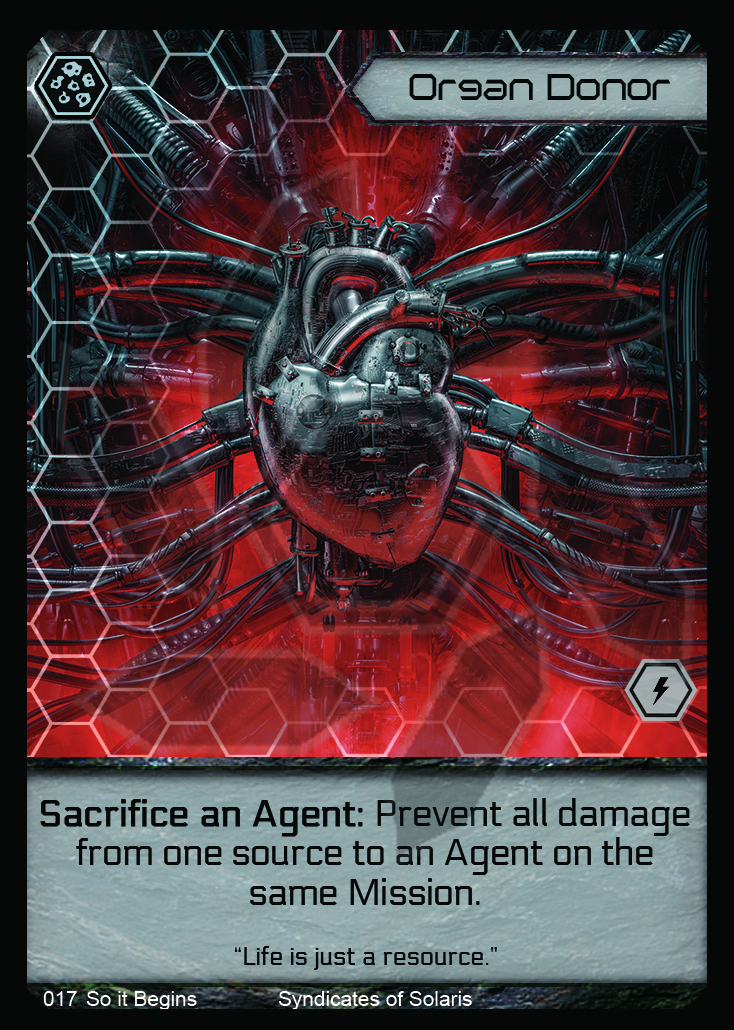 Organ Donor
Sacrifice an Agent: Prevent all damage
from one source to an Agent on the
same Mission.
“Life is just a resource.”
017 So it Begins Syndicates of Solaris